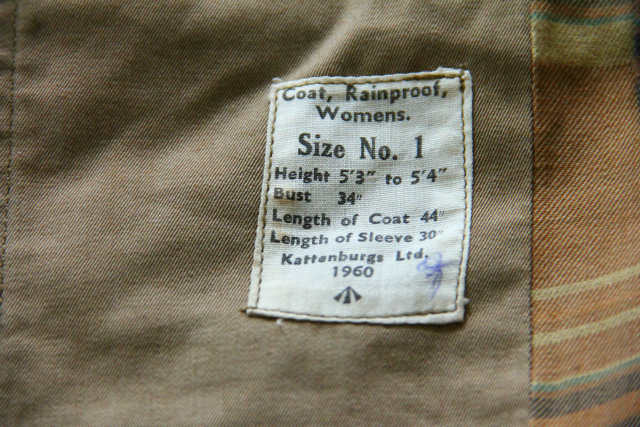 Coat, Rainproof,
Womens.
Size No. 1
Height 5'3" to 5'4"
Bust 34"
Length of Coat 44"
Length of Sleeve 30"
Kattenburgs Ltd.
1960